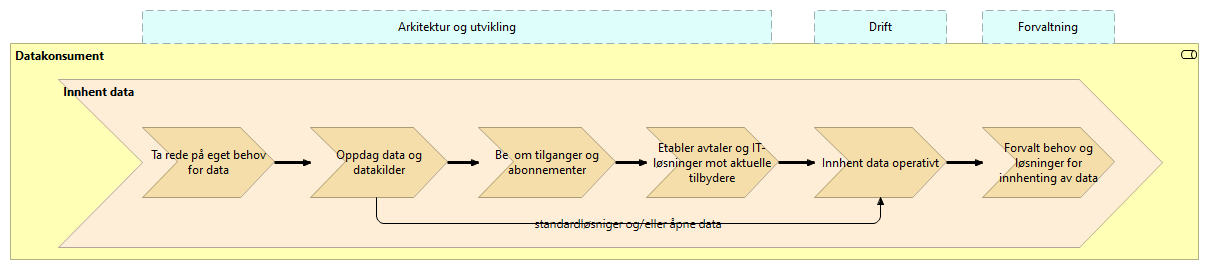 Arkitektur og utvikling
Drift
Forvaltning
Datakonsument
Innhent data
Ta rede på eget behov
for data
Oppdag data og
datakilder
Be om tilganger og
abonnementer
Etabler avtaler og IT-
løsninger mot aktuelle
tilbydere
Innhent data operativt
Forvalt behov og
løsninger for
innhenting av data
standardløsniger og/eller åpne data